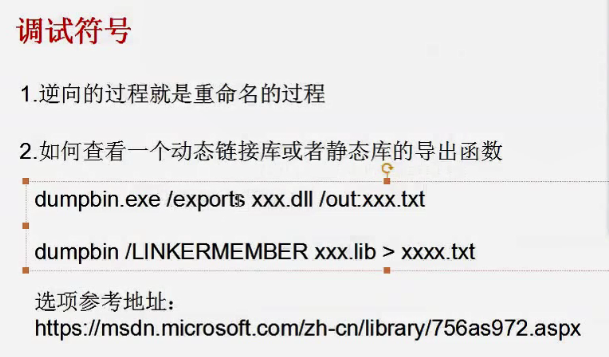 调试符号
1.逆向的过程就是重命名的过程
2.如何查看一个动态链接库或者静态库的导出函数
dumpbin.exe /exports xxx.dll /out:xxx.txt
dumpbin /LINKERMEMBER xxx.lib > xxxx.txt
选项参考地址：
https://msdn.microsoft.com/zh-cn/library/756as972.aspx